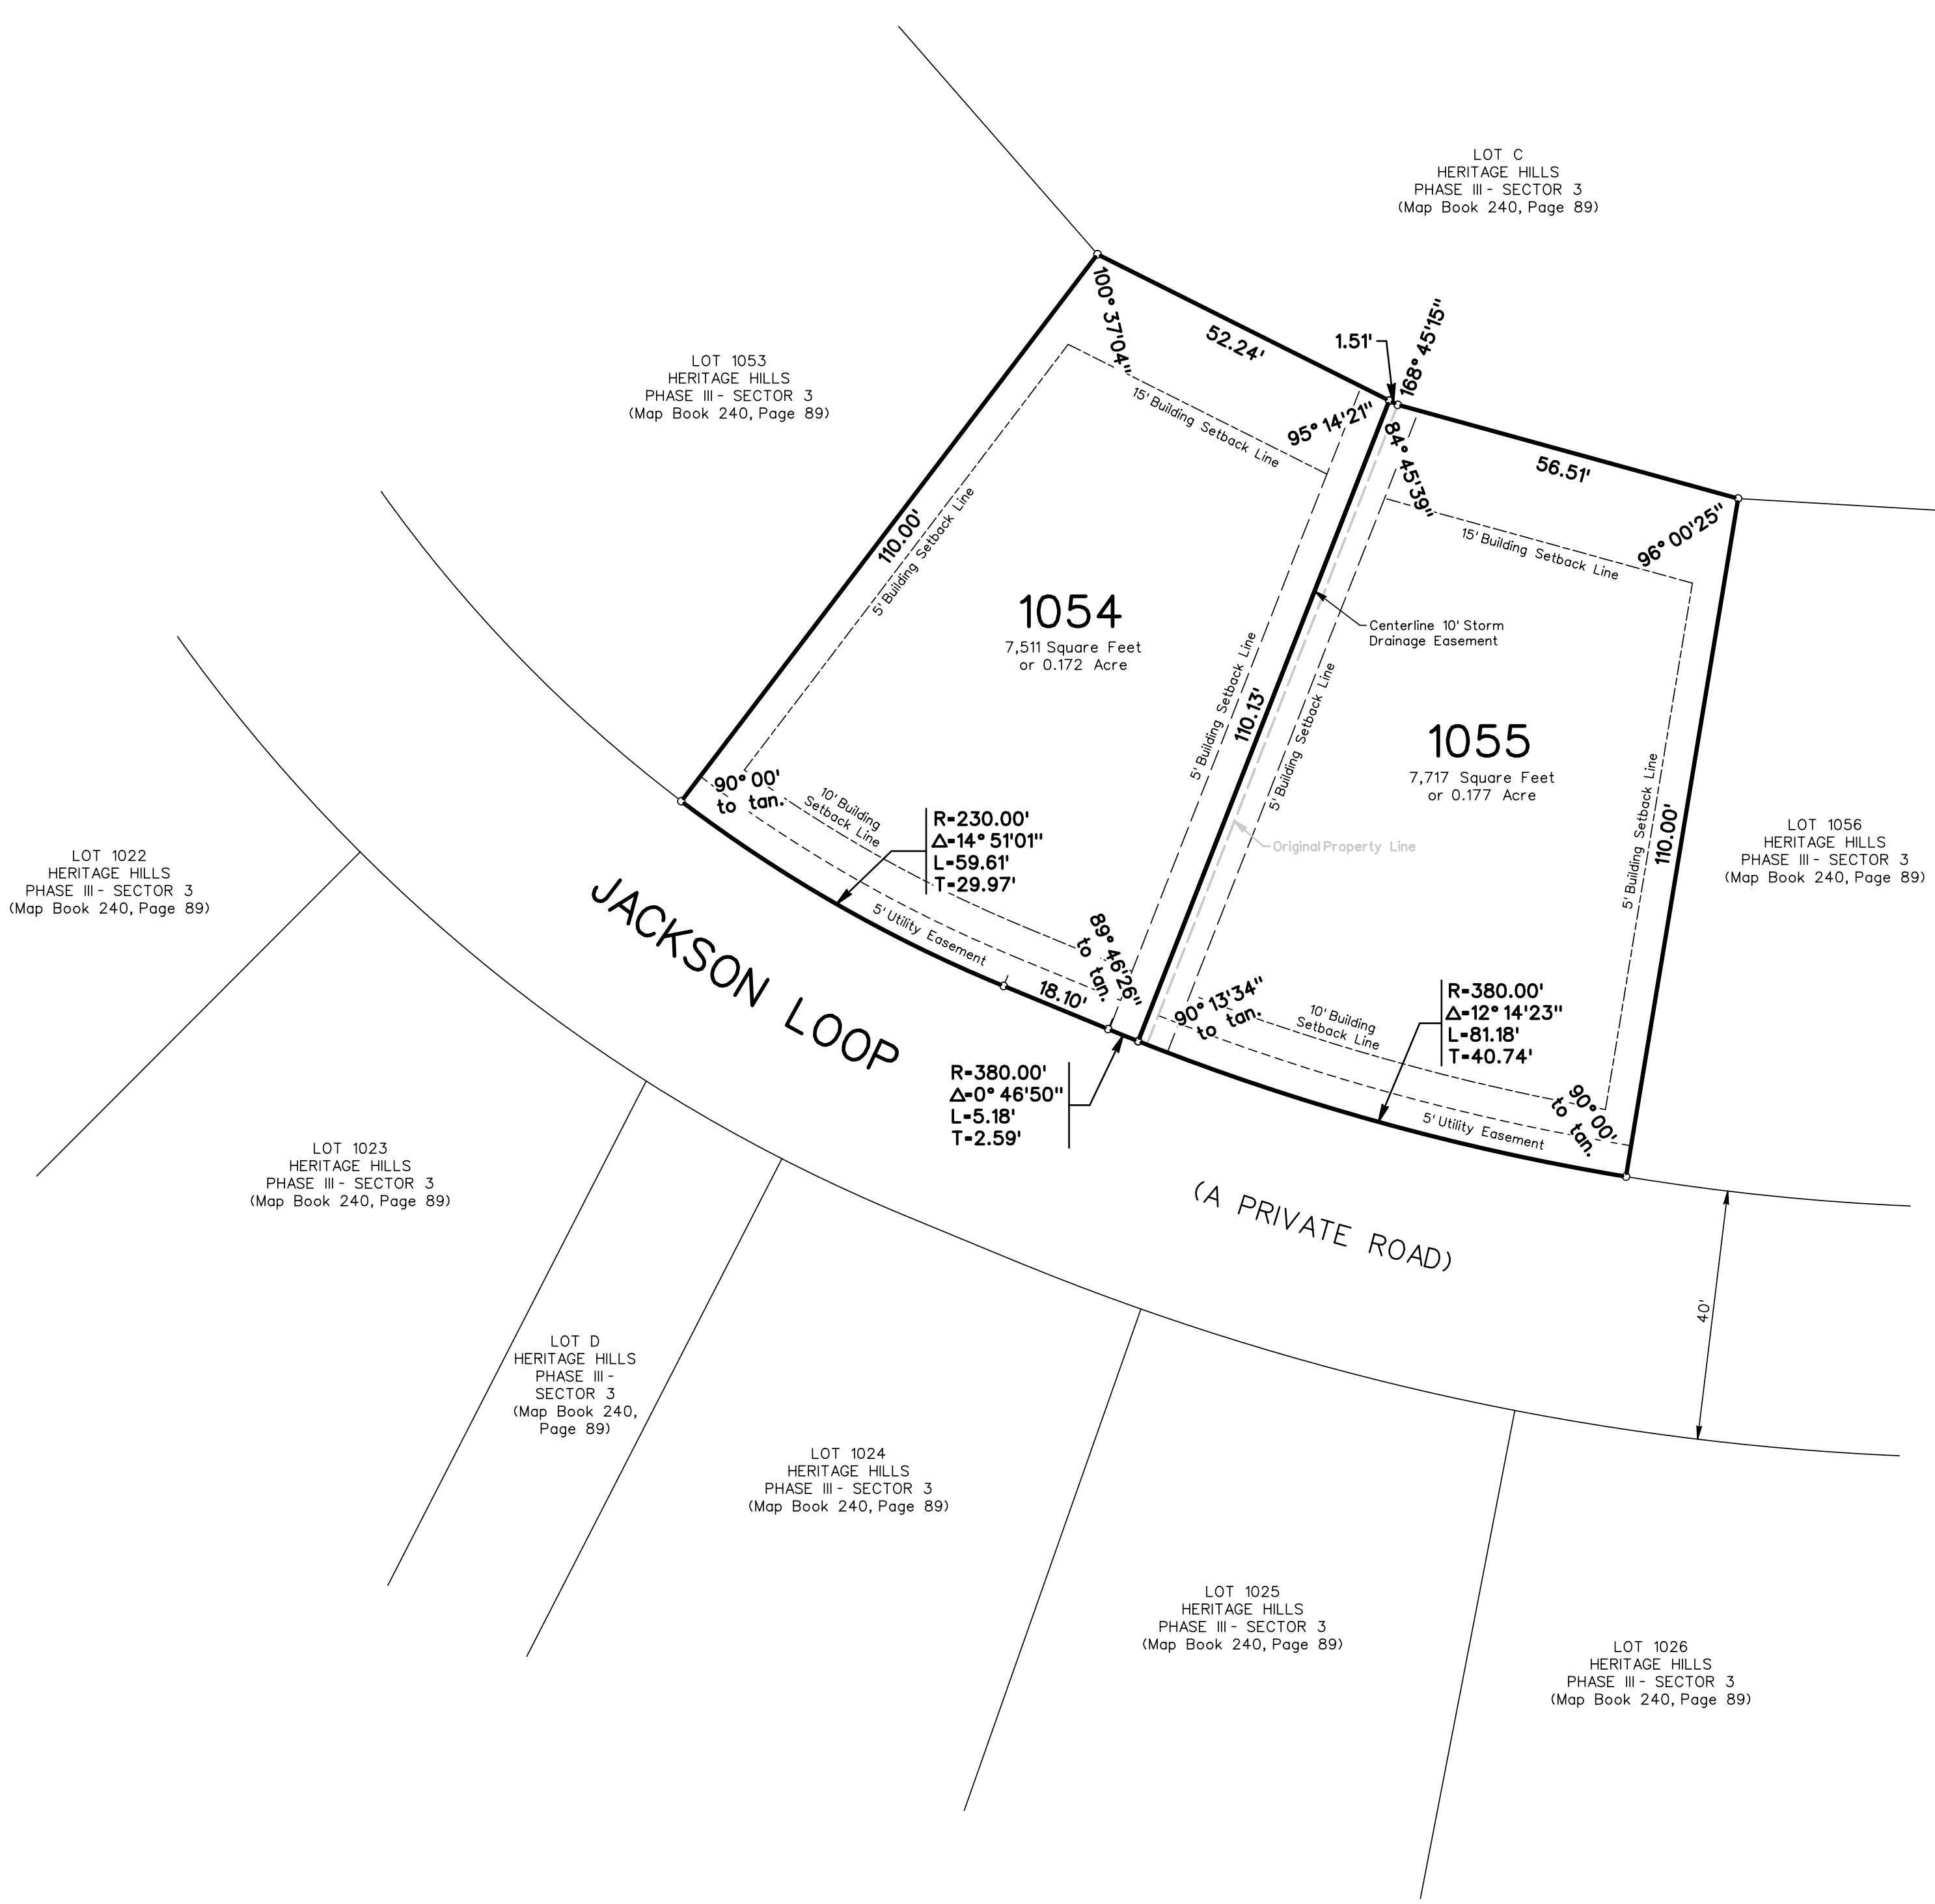 LOT C
HERITAGE HILLS
PHASE III - SECTOR 3
(Map Book 240, Page 89)
LOT 1053
HERITAGE HILLS
PHASE III - SECTOR 3
(Map Book 240, Page 89)
100° 37'04"
52.24'
1.51'
168° 45'15"
95° 14'21"
84° 45'39"
56.51'
96° 00'25"
15' Building Setback Line
15' Building Setback Line
110.00'
5' Building Setback Line
1054
7,511 Square Feet
or 0.172 Acre
Centerline 10' Storm
Drainage Easement
5' Building Setback Line
110.13'
5' Building Setback Line
1055
7,717 Square Feet
or 0.177 Acre
5' Building Setback Line
110.00'
Original Property Line
LOT 1056
HERITAGE HILLS
PHASE III - SECTOR 3
(Map Book 240, Page 89)
90° 00'
to tan.
10' Building
Setback Line
R=230.00'
Δ=14° 51'01"
L=59.61'
T=29.97'
5' Utility Easement
89° 46'26"
to tan.
18.10'
90° 13'34"
to tan.
10' Building
Setback Line
R=380.00'
Δ=12° 14'23"
L=81.18'
T=40.74'
R=380.00'
Δ=0° 46'50"
L=5.18'
T=2.59'
90° 00'
to tan.
5' Utility Easement
LOT 1022
HERITAGE HILLS
PHASE III - SECTOR 3
(Map Book 240, Page 89)
JACKSON LOOP
(A PRIVATE ROAD)
40'
LOT 1023
HERITAGE HILLS
PHASE III - SECTOR 3
(Map Book 240, Page 89)
LOT D
HERITAGE HILLS
PHASE III -
SECTOR 3
(Map Book 240,
Page 89)
LOT 1024
HERITAGE HILLS
PHASE III - SECTOR 3
(Map Book 240, Page 89)
LOT 1025
HERITAGE HILLS
PHASE III - SECTOR 3
(Map Book 240, Page 89)
LOT 1026
HERITAGE HILLS
PHASE III - SECTOR 3
(Map Book 240, Page 89)